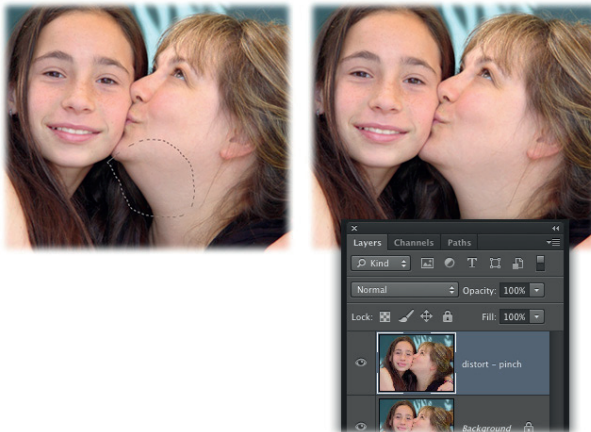 Layers Channels Paths
Kind T
Normal Opacity: 100%
Lock: Fill: 100%
distort – pinch
Background